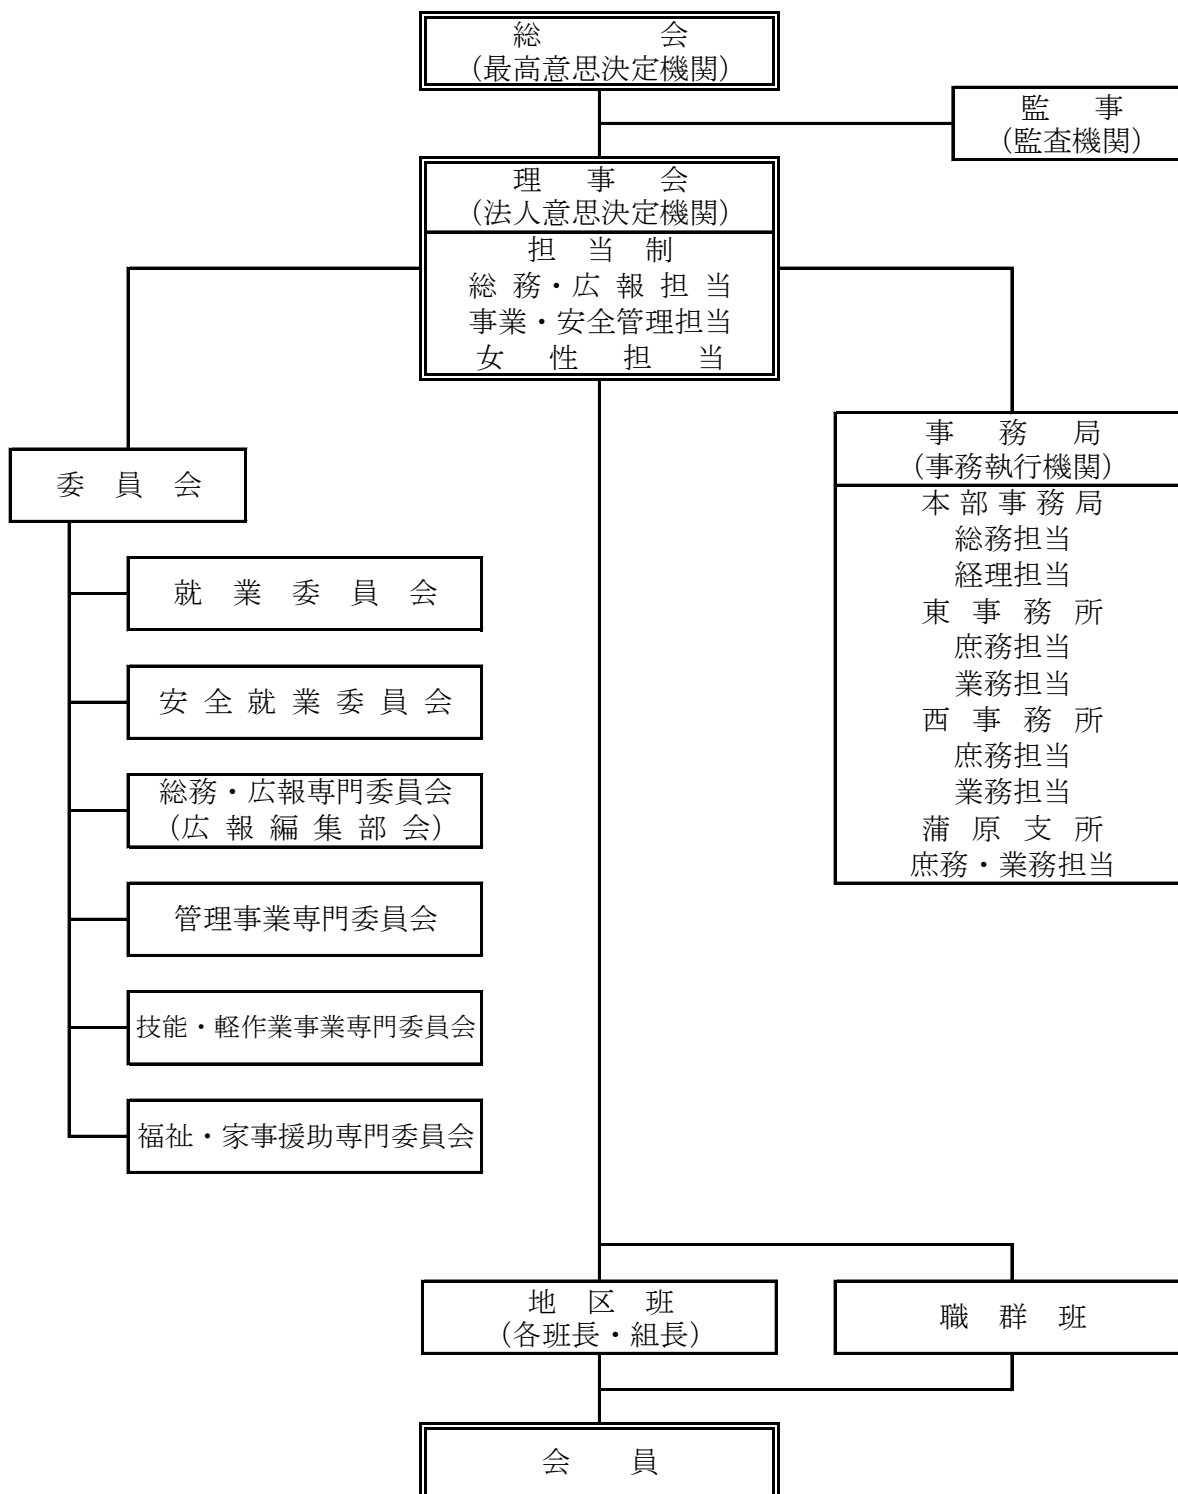 総会
(最高意思決定機関)
監事
(監査機関)
理事会
(法人意思決定機関)
担当制
総務・広報担当
事業・安全管理担当
女性担当
委員会
就業委員会
安全就業委員会
総務・広報専門委員会
(広報編集部会)
管理事業専門委員会
技能・軽作業事業専門委員会
福祉・家事援助専門委員会
事務局
(事務執行機関)
本部事務局
総務担当
経理担当
東事務所
庶務担当
業務担当
西事務所
庶務担当
業務担当
蒲原支所
庶務・業務担当
地区班
(各班長・組長)
職群班
会員